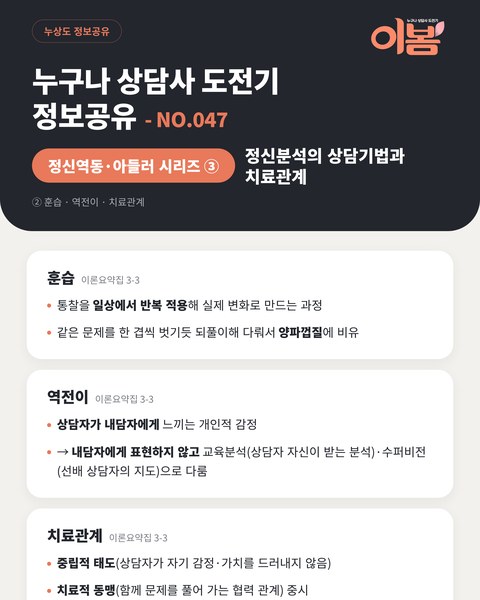 누상도 정보공유
누구나 상담사 도전기
이봄
누구나 상담사 도전기
정보공유 - NO.047
정신역동·아들러 시리즈 ③
정신분석의 상담기법과
치료관계
② 훈습 · 역전이 · 치료관계
훈습 이론요약집 3-3
• 통찰을 일상에서 반복 적용해 실제 변화로 만드는 과정
• 같은 문제를 한 겹씩 벗기듯 되풀이해 다뤄서 양파껍질에 비유
역전이 이론요약집 3-3
• 상담자가 내담자에게 느끼는 개인적 감정
• → 내담자에게 표현하지 않고 교육분석(상담자 자신이 받는 분석)·수퍼비전
(선배 상담자의 지도)으로 다룸
치료관계 이론요약집 3-3
• 중립적 태도(상담자가 자기 감정·가치를 드러내지 않음)
• 치료적 동맹(함께 문제를 풀어 가는 협력 관계) 중시